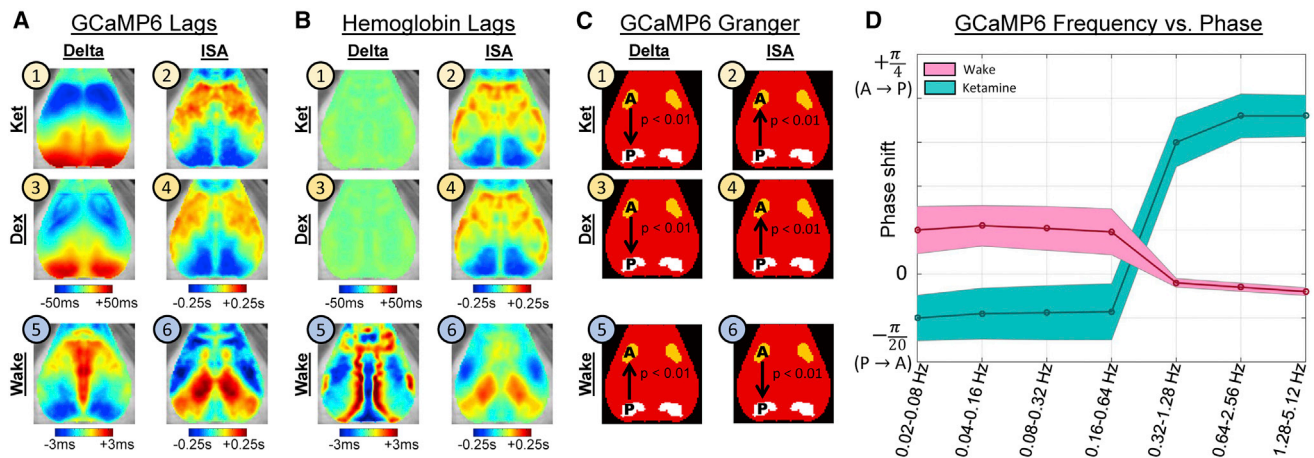 A GCaMP6 Lags
Delta ISA
Ket
1 2
Dex
3 4
-50ms +50ms -0.25s +0.25s
Wake
5 6
-3ms +3ms -0.25s +0.25s
B Hemoglobin Lags
Delta ISA
Ket
1 2
Dex
3 4
-50ms +50ms -0.25s +0.25s
Wake
5 6
-3ms +3ms -0.25s +0.25s
C GCaMP6 Granger
Delta ISA
Ket
1 2
A A
p < 0.01 p < 0.01
P P
Dex
3 4
A A
p < 0.01 p < 0.01
P P
Wake
5 6
A A
p < 0.01 p < 0.01
P P
D GCaMP6 Frequency vs. Phase
Wake
Ketamine
Phase shift
+π/4
(A → P)
0
-π/20
(P → A)
0.02-0.08 Hz
0.04-0.16 Hz
0.08-0.32 Hz
0.16-0.64 Hz
0.32-1.28 Hz
0.64-2.56 Hz
1.28-5.12 Hz